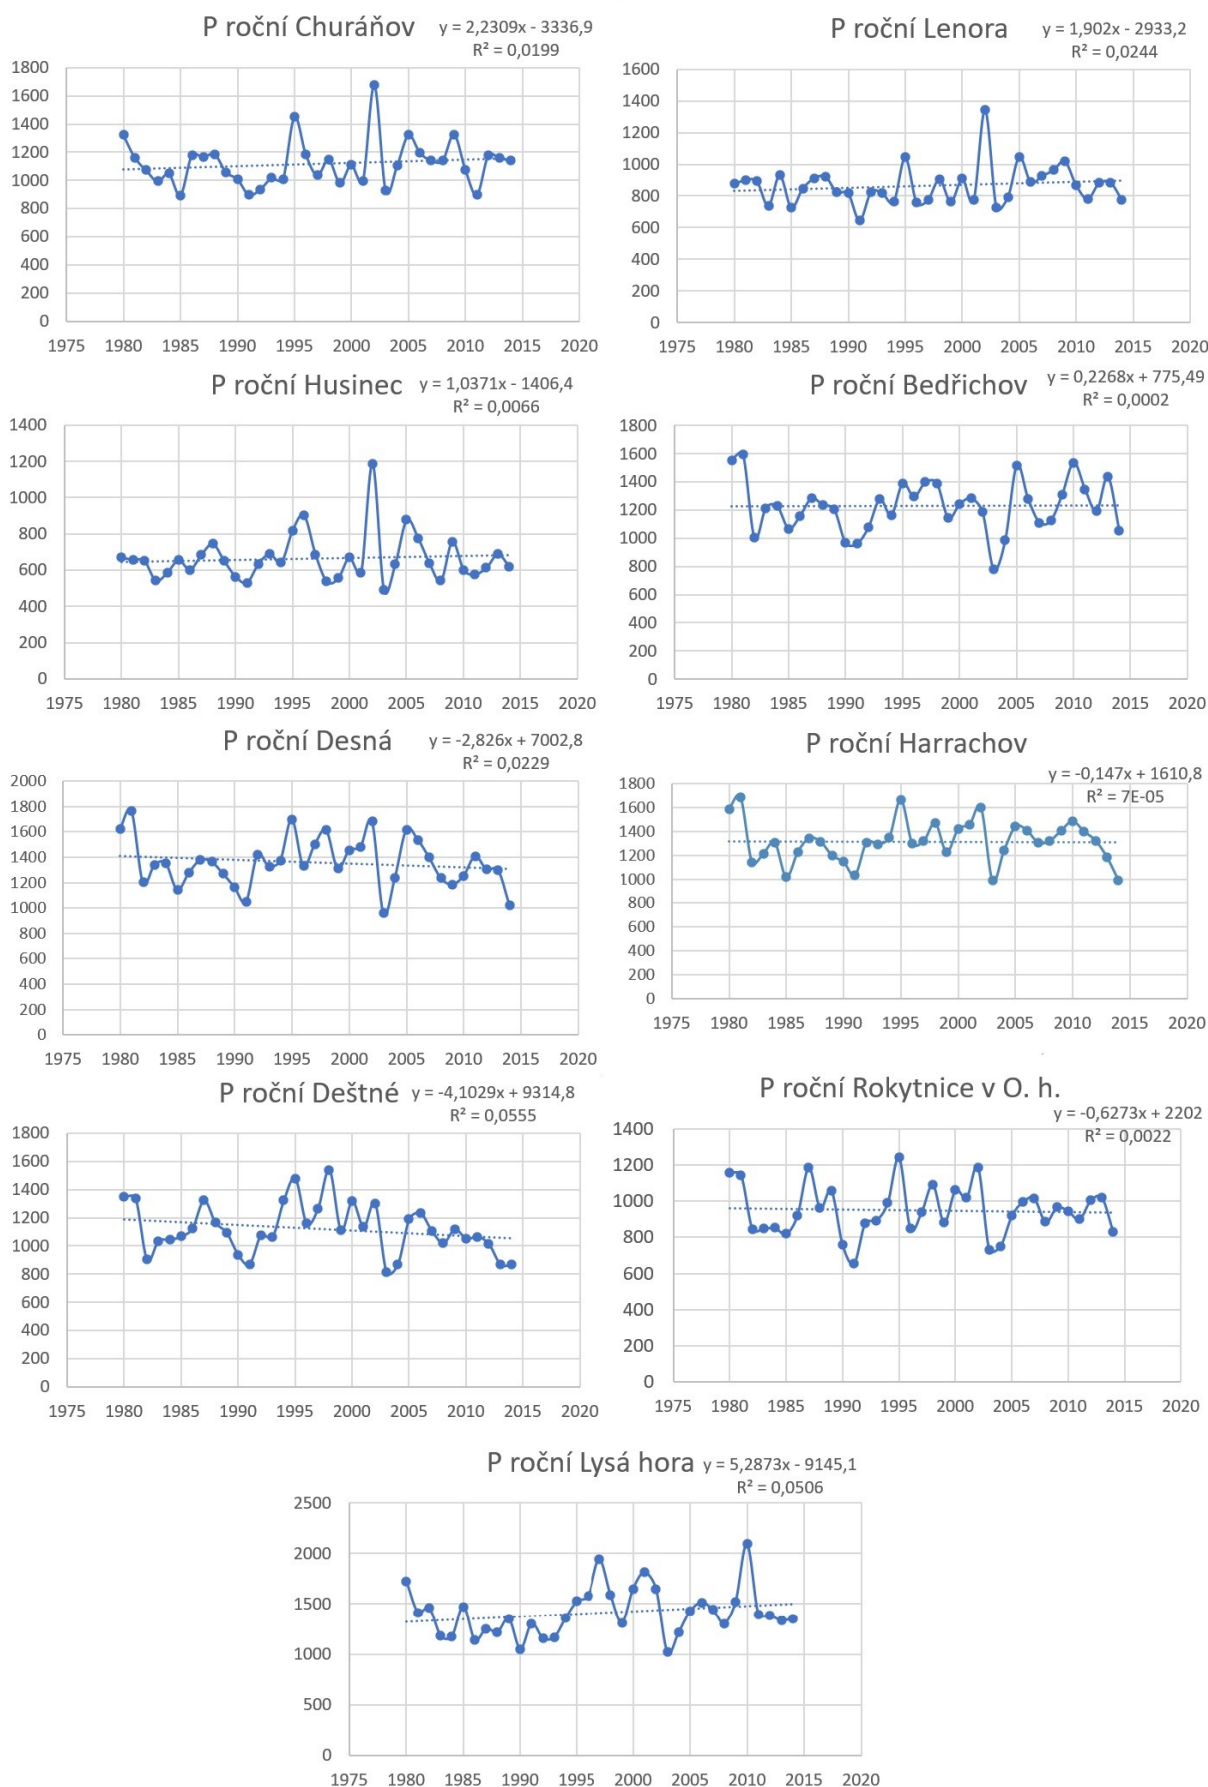 P roční Churáňov
y = 2,2309x - 3336,9
R² = 0,0199
1800
1600
1400
1200
1000
800
600
400
200
0
1975 1980 1985 1990 1995 2000 2005 2010 2015 2020
P roční Lenora
y = 1,902x - 2933,2
R² = 0,0244
1600
1400
1200
1000
800
600
400
200
0
1975 1980 1985 1990 1995 2000 2005 2010 2015 2020
P roční Husinec
y = 1,0371x - 1406,4
R² = 0,0066
1400
1200
1000
800
600
400
200
0
1975 1980 1985 1990 1995 2000 2005 2010 2015 2020
P roční Bedřichov
y = 0,2268x + 775,49
R² = 0,0002
1800
1600
1400
1200
1000
800
600
400
200
0
1975 1980 1985 1990 1995 2000 2005 2010 2015 2020
P roční Desná
y = -2,826x + 7002,8
R² = 0,0229
2000
1800
1600
1400
1200
1000
800
600
400
200
0
1975 1980 1985 1990 1995 2000 2005 2010 2015 2020
P roční Harrachov
y = -0,147x + 1610,8
R² = 7E-05
1800
1600
1400
1200
1000
800
600
400
200
0
1975 1980 1985 1990 1995 2000 2005 2010 2015 2020
P roční Deštné
y = -4,1029x + 9314,8
R² = 0,0555
1800
1600
1400
1200
1000
800
600
400
200
0
1975 1980 1985 1990 1995 2000 2005 2010 2015 2020
P roční Rokytnice v O. h.
y = -0,6273x + 2202
R² = 0,0022
1400
1200
1000
800
600
400
200
0
1975 1980 1985 1990 1995 2000 2005 2010 2015 2020
P roční Lysá hora
y = 5,2873x - 9145,1
R² = 0,0506
2500
2000
1500
1000
500
0
1975 1980 1985 1990 1995 2000 2005 2010 2015 2020